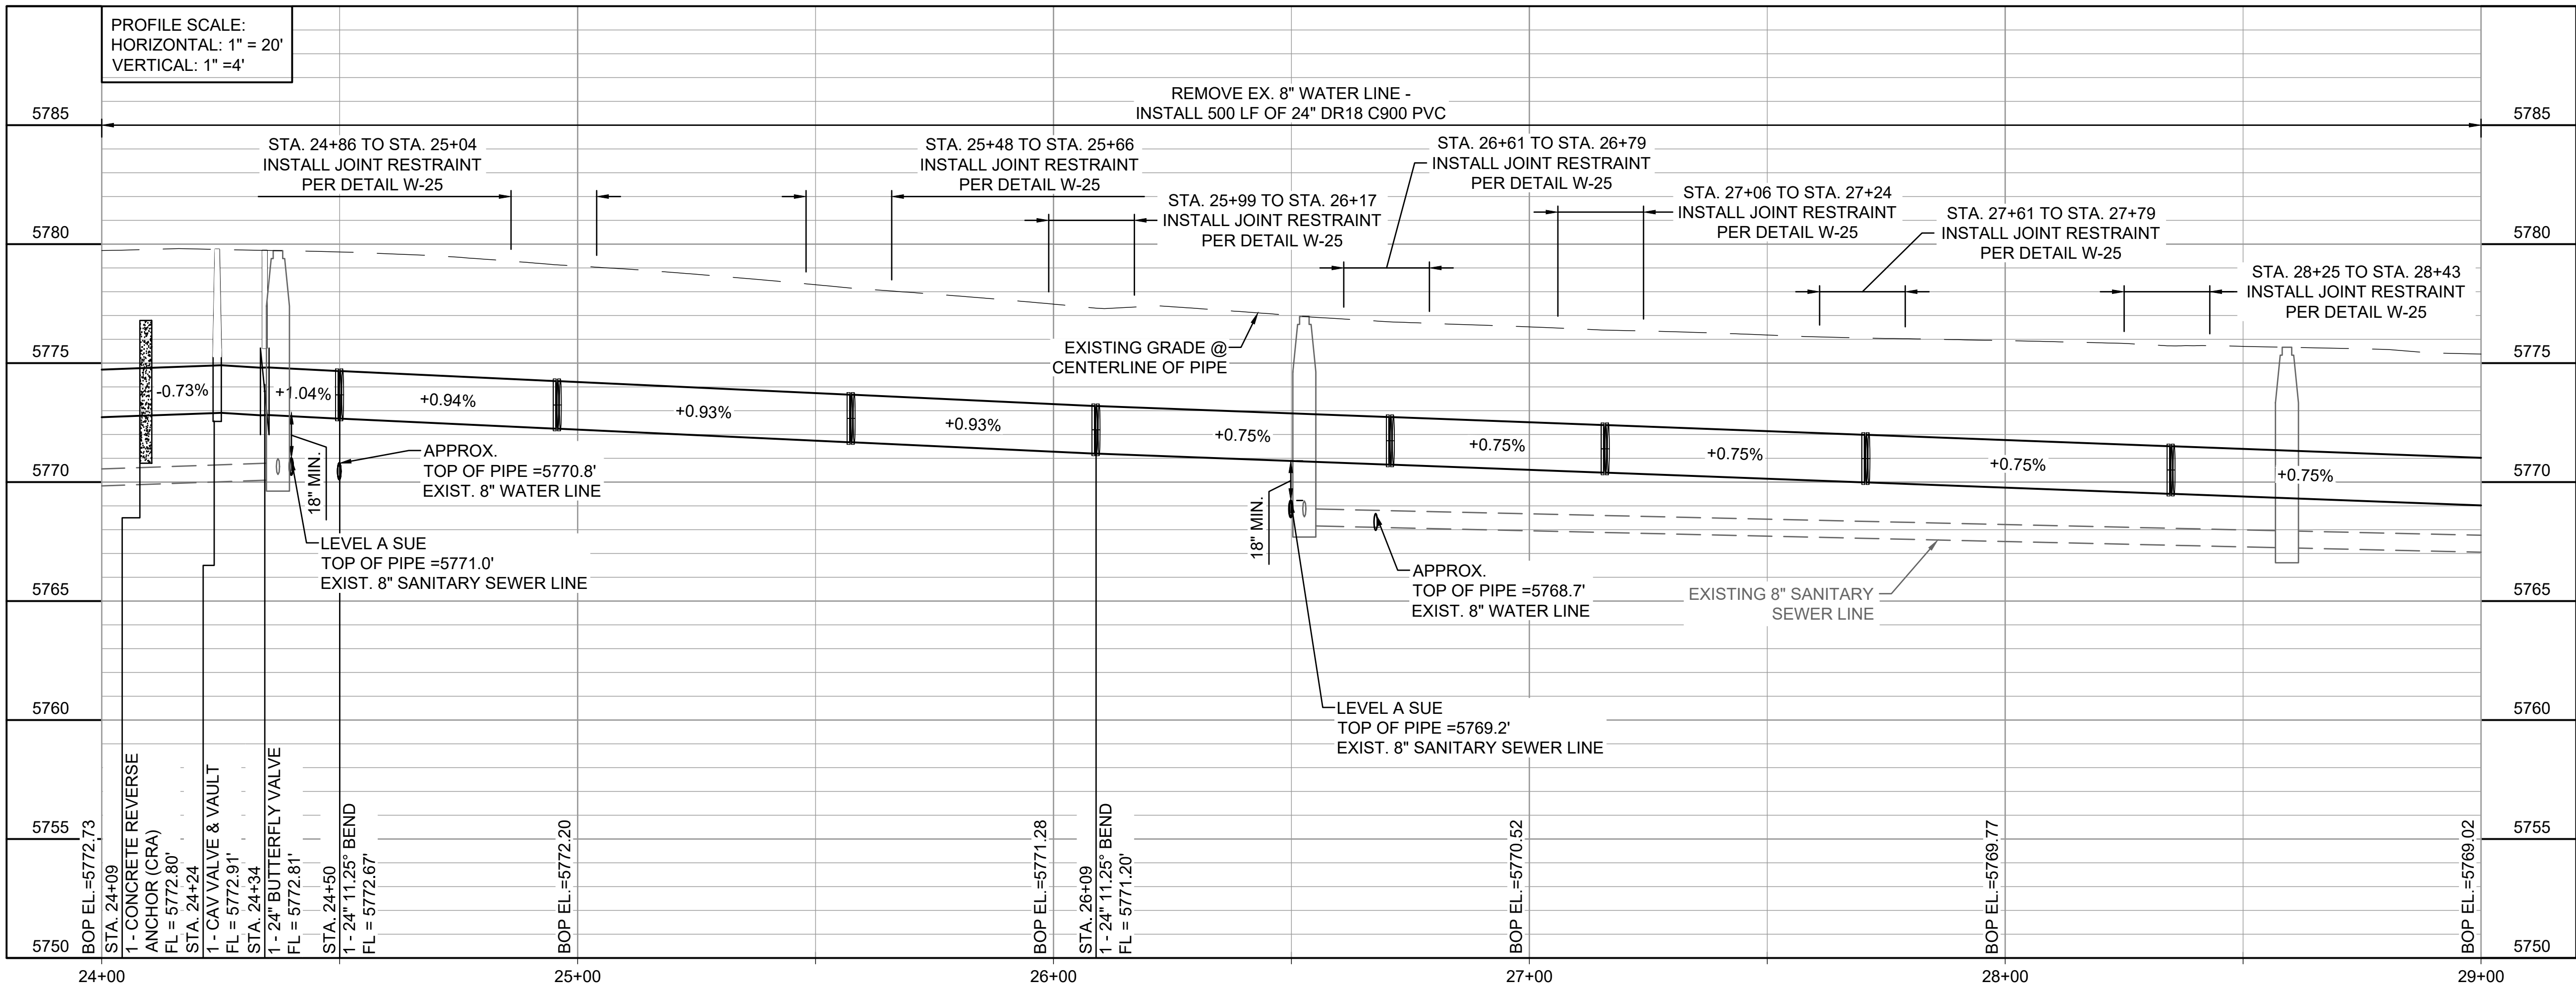 PROFILE SCALE:
HORIZONTAL: 1" = 20'
VERTICAL: 1" =4'
REMOVE EX. 8" WATER LINE -
INSTALL 500 LF OF 24" DR18 C900 PVC
5785
5785
STA. 24+86 TO STA. 25+04
INSTALL JOINT RESTRAINT
PER DETAIL W-25
STA. 25+48 TO STA. 25+66
INSTALL JOINT RESTRAINT
PER DETAIL W-25
STA. 25+99 TO STA. 26+17
INSTALL JOINT RESTRAINT
PER DETAIL W-25
STA. 26+61 TO STA. 26+79
INSTALL JOINT RESTRAINT
PER DETAIL W-25
STA. 27+06 TO STA. 27+24
INSTALL JOINT RESTRAINT
PER DETAIL W-25
STA. 27+61 TO STA. 27+79
INSTALL JOINT RESTRAINT
PER DETAIL W-25
STA. 28+25 TO STA. 28+43
INSTALL JOINT RESTRAINT
PER DETAIL W-25
5780
5780
EXISTING GRADE @
CENTERLINE OF PIPE
5775
5775
-0.73%
+1.04%
+0.94%
+0.93%
+0.93%
+0.75%
+0.75%
+0.75%
+0.75%
+0.75%
5770
5770
18" MIN.
APPROX.
TOP OF PIPE =5770.8'
EXIST. 8" WATER LINE
LEVEL A SUE
TOP OF PIPE =5771.0'
EXIST. 8" SANITARY SEWER LINE
18" MIN.
APPROX.
TOP OF PIPE =5768.7'
EXIST. 8" WATER LINE
EXISTING 8" SANITARY
SEWER LINE
5765
5765
LEVEL A SUE
TOP OF PIPE =5769.2'
EXIST. 8" SANITARY SEWER LINE
5760
5760
5755
5755
BOP EL.=5772.73
STA. 24+09
1 - CONCRETE REVERSE
ANCHOR (CRA)
FL = 5772.80'
STA. 24+24
1 - CAV VALVE & VAULT
FL = 5772.91'
STA. 24+34
1 - 24" BUTTERFLY VALVE
FL = 5772.81'
STA. 24+50
1 - 24" 11.25° BEND
FL = 5772.67'
BOP EL.=5772.20
BOP EL.=5771.28
STA. 26+09
1 - 24" 11.25° BEND
FL = 5771.20'
BOP EL.=5770.52
BOP EL.=5769.77
BOP EL.=5769.02
5750
5750
24+00
25+00
26+00
27+00
28+00
29+00